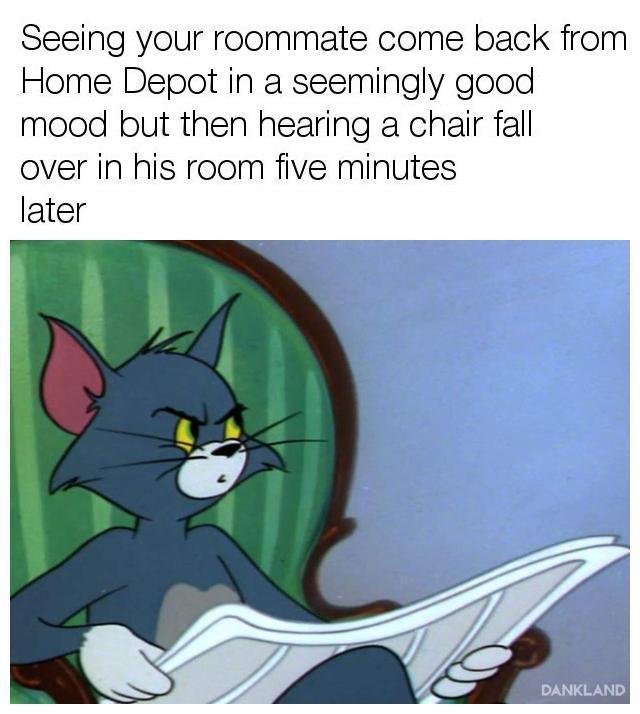 Seeing your roommate come back from
Home Depot in a seemingly good
mood but then hearing a chair fall
over in his room five minutes
later
DANKLAND